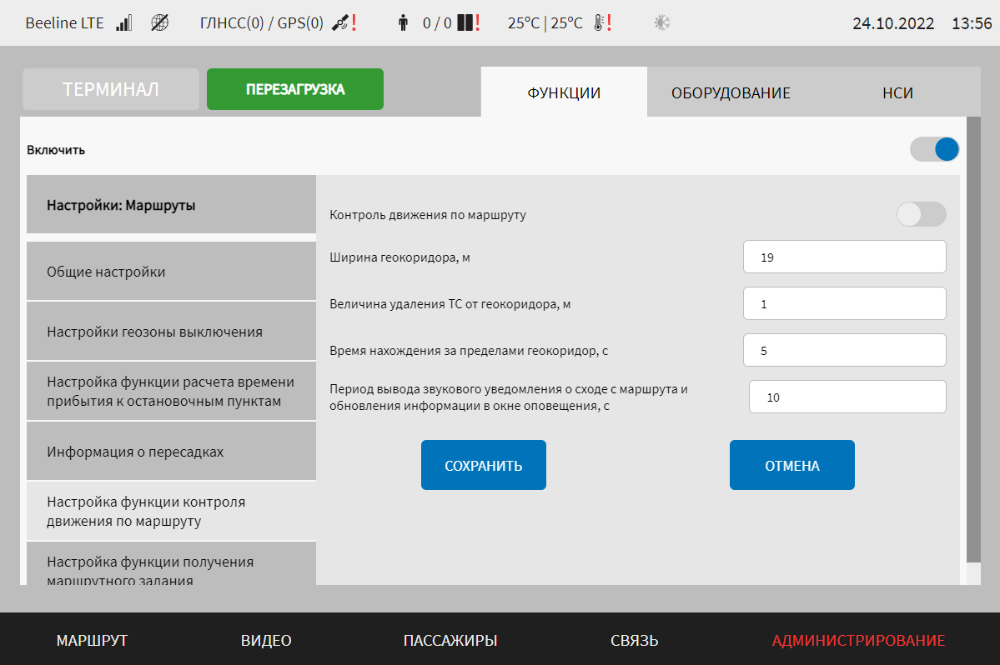 Beeline LTE ГЛНСС(0) / GPS(0) ! 0 / 0 ! 25°C | 25°C ! 24.10.2022 13:56
ТЕРМИНАЛ ПЕРЕЗАГРУЗКА ФУНКЦИИ ОБОРУДОВАНИЕ НСИ
Включить
Настройки: Маршруты
Общие настройки
Настройки геозоны выключения
Настройка функции расчета времени
прибытия к остановочным пунктам
Информация о пересадках
Настройка функции контроля
движения по маршруту
Настройка функции получения
маршрутного задания
Контроль движения по маршруту
Ширина геокоридора, м 19
Величина удаления ТС от геокоридора, м 1
Время нахождения за пределами геокоридор, с 5
Период вывода звукового уведомления о сходе с маршрута и
обновления информации в окне оповещения, с 10
СОХРАНИТЬ ОТМЕНА
МАРШРУТ ВИДЕО ПАССАЖИРЫ СВЯЗЬ АДМИНИСТРИРОВАНИЕ